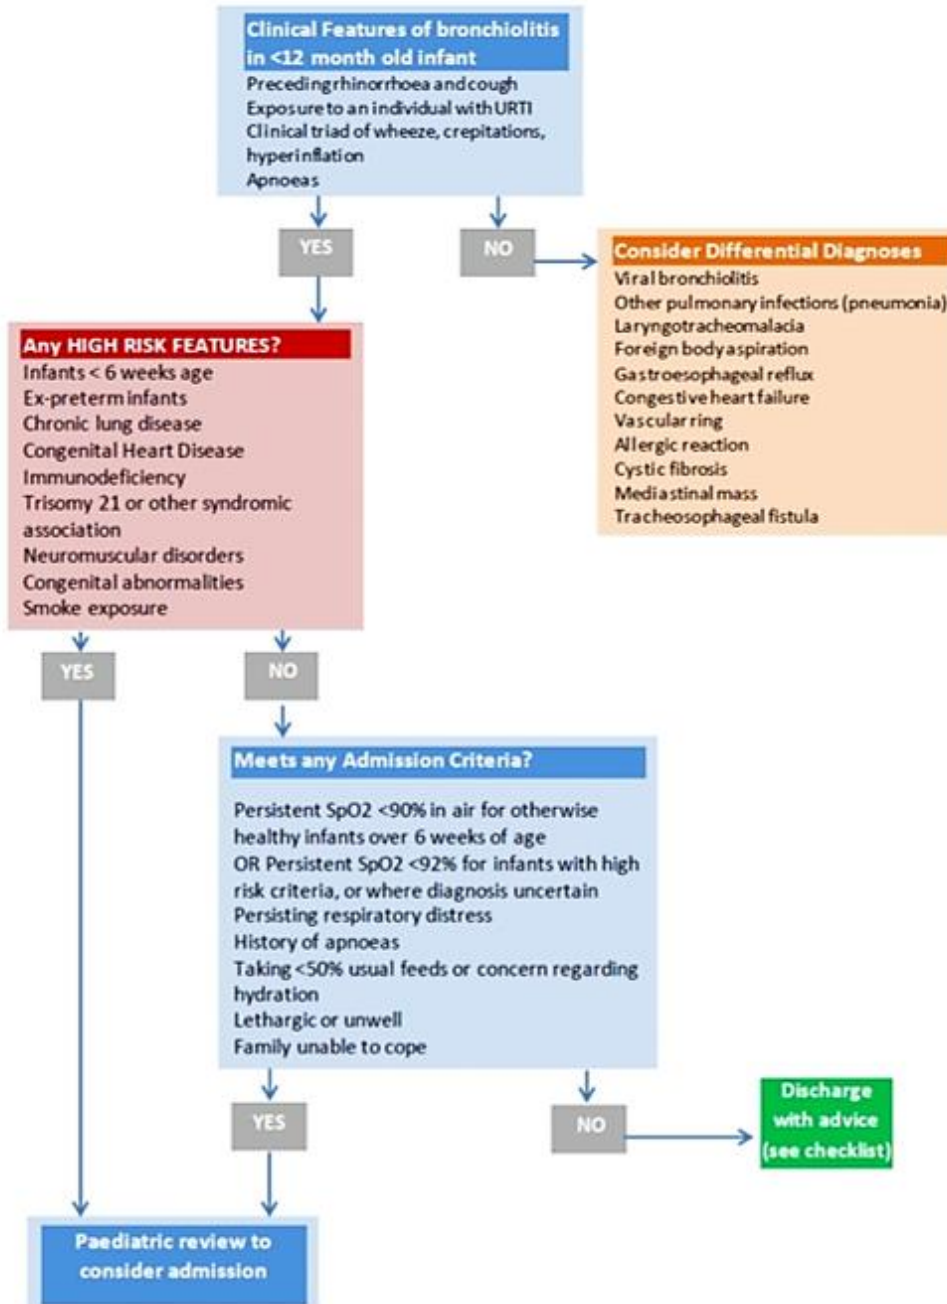 Clinical Features of bronchiolitis
in <12 month old infant
Preceding rhinorrhoea and cough
Exposure to an individual with URTI
Clinical triad of wheeze, crepitations,
hyperinflation
Apnoeas
YES
NO
Consider Differential Diagnoses
Viral bronchiolitis
Other pulmonary infections (pneumonia)
Laryngotracheomalacia
Foreign body aspiration
Gastroesophageal reflux
Congestive heart failure
Vascular ring
Allergic reaction
Cystic fibrosis
Mediastinal mass
Tracheosophageal fistula
Any HIGH RISK FEATURES?
Infants < 6 weeks age
Ex-preterm infants
Chronic lung disease
Congenital Heart Disease
Immunodeficiency
Trisomy 21 or other syndromic
association
Neuromuscular disorders
Congenital abnormalities
Smoke exposure
YES
NO
Meets any Admission Criteria?
Persistent SpO2 <90% in air for otherwise
healthy infants over 6 weeks of age
OR Persistent SpO2 <92% for infants with high
risk criteria, or where diagnosis uncertain
Persisting respiratory distress
History of apnoeas
Taking <50% usual feeds or concern regarding
hydration
Lethargic or unwell
Family unable to cope
YES
NO
Discharge
with advice
(see checklist)
Paediatric review to
consider admission